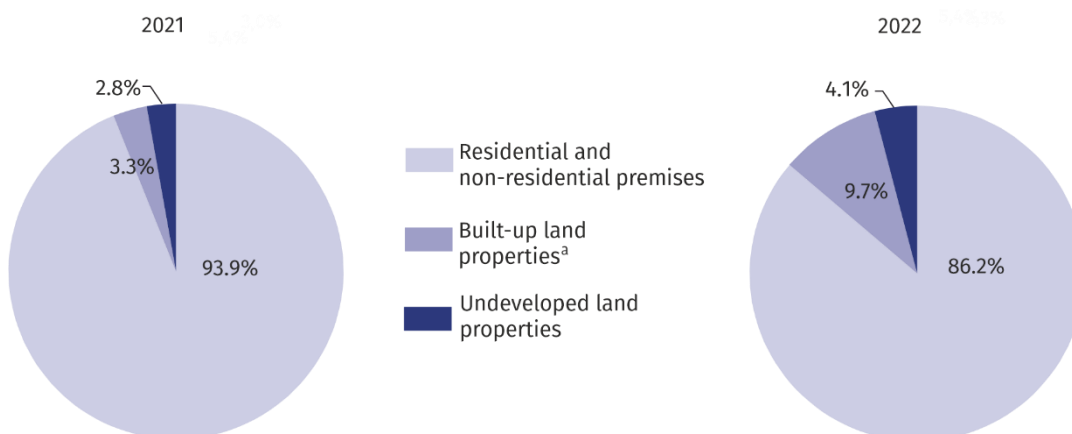 2021
2.8%
3.3%
93.9%
Residential and
non-residential premises
Built-up land
propertiesᵃ
Undeveloped land
properties
2022
4.1%
9.7%
86.2%